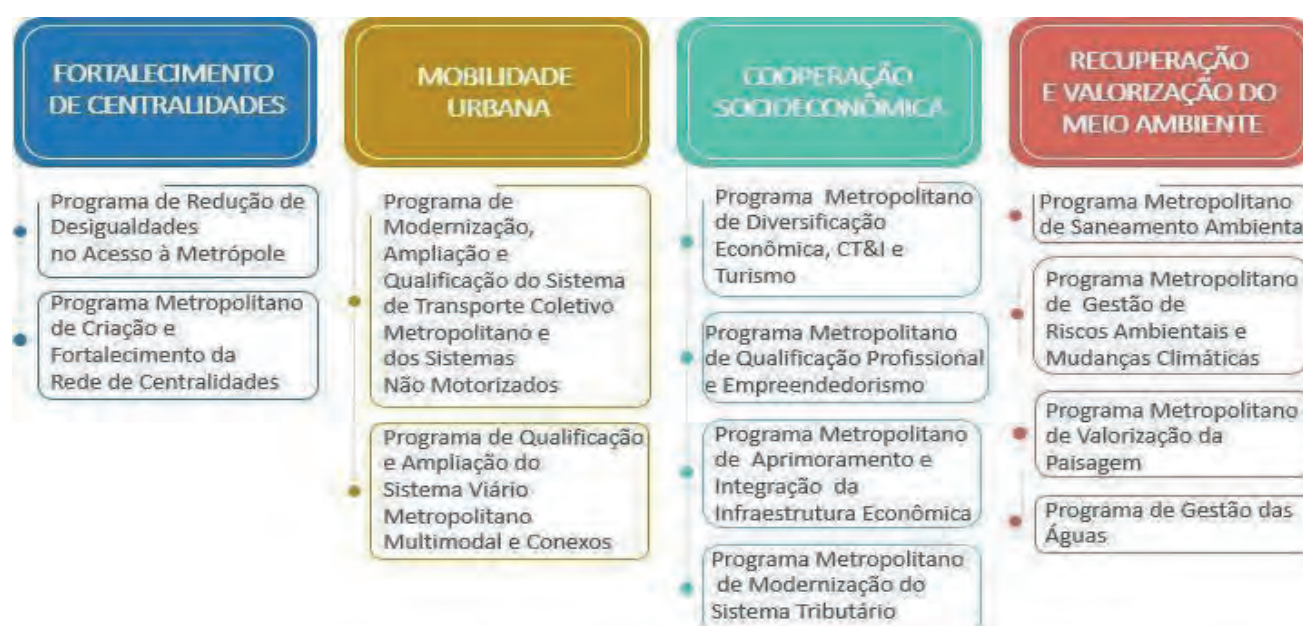 FORTALECIMENTO
DE CENTRALIDADES
Programa de Redução de
Desigualdades
no Acesso à Metrópole
Programa Metropolitano
de Criação e
Fortalecimento da
Rede de Centralidades
MOBILIDADE
URBANA
Programa de
Modernização,
Ampliação e
Qualificação do Sistema
de Transporte Coletivo
Metropolitano e
dos Sistemas
Não Motorizados
Programa de Qualificação
e Ampliação do
Sistema Viário
Metropolitano
Multimodal e Conexos
COOPERAÇÃO
SOCIOECONÔMICA
Programa Metropolitano
de Diversificação
Econômica, CT&I e
Turismo
Programa Metropolitano
de Qualificação Profissional
e Empreendedorismo
Programa Metropolitano
de Aprimoramento e
Integração da
Infraestrutura Econômica
Programa Metropolitano
de Modernização do
Sistema Tributário
RECUPERAÇÃO
E VALORIZAÇÃO DO
MEIO AMBIENTE
Programa Metropolitano
de Saneamento Ambienta
Programa Metropolitano
de Gestão de
Riscos Ambientais e
Mudanças Climáticas
Programa Metropolitano
de Valorização da
Paisagem
Programa de Gestão das
Águas